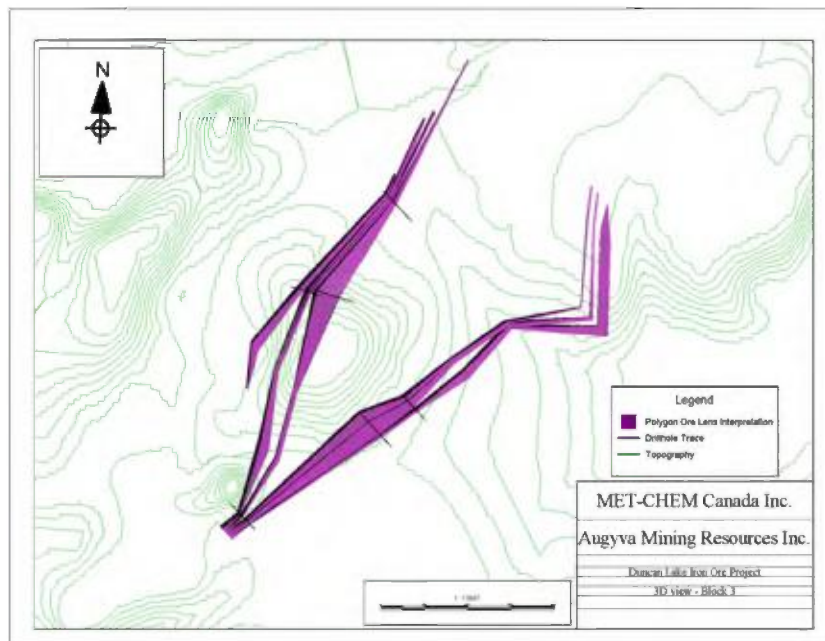 N
Legend
Polygon Ore Lens Interpretation
Drillhole Trace
Topography
MET-CHEM Canada Inc.
Augyva Mining Resources Inc.
Duncan Lake Iron Ore Project
3D view - Block 3